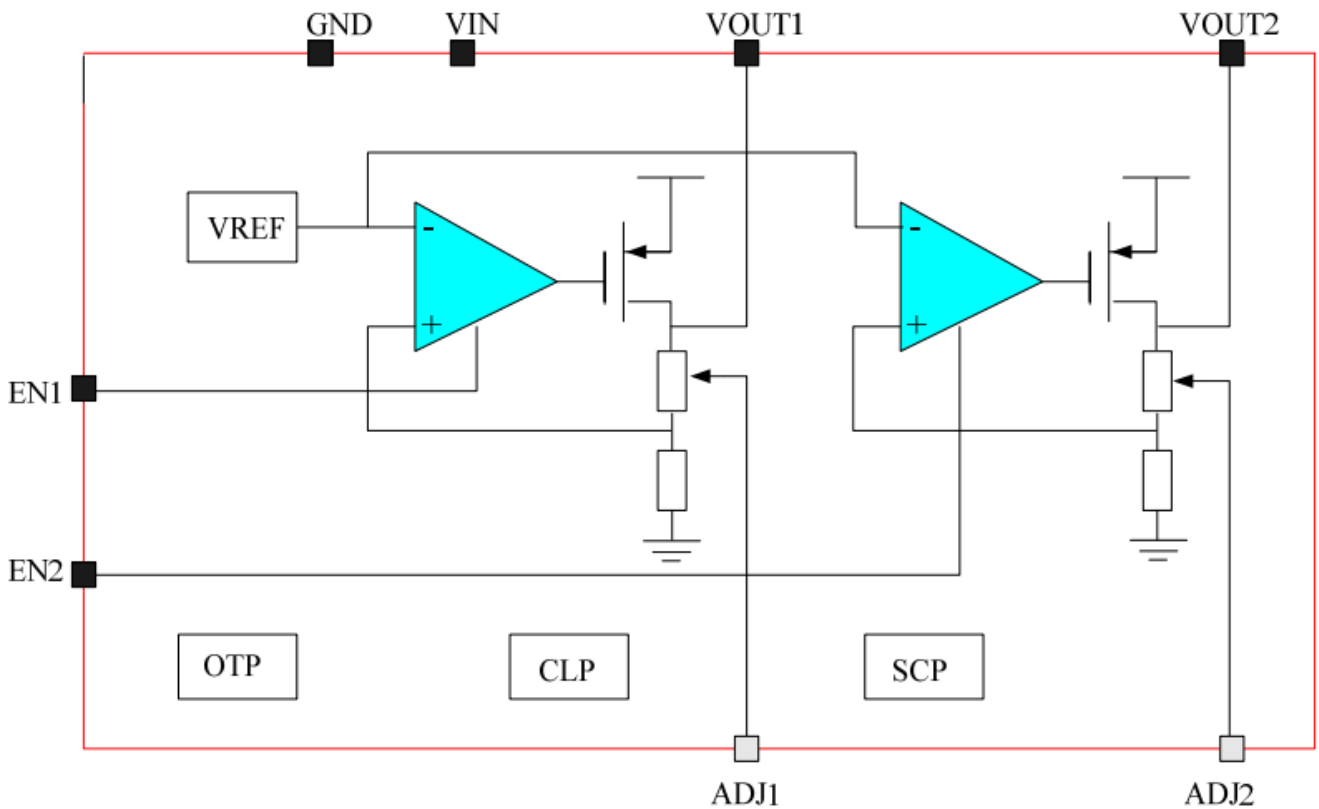 GND VIN VOUT1 VOUT2
VREF
-
-
+
+
EN1
EN2
OTP CLP SCP
ADJ1 ADJ2